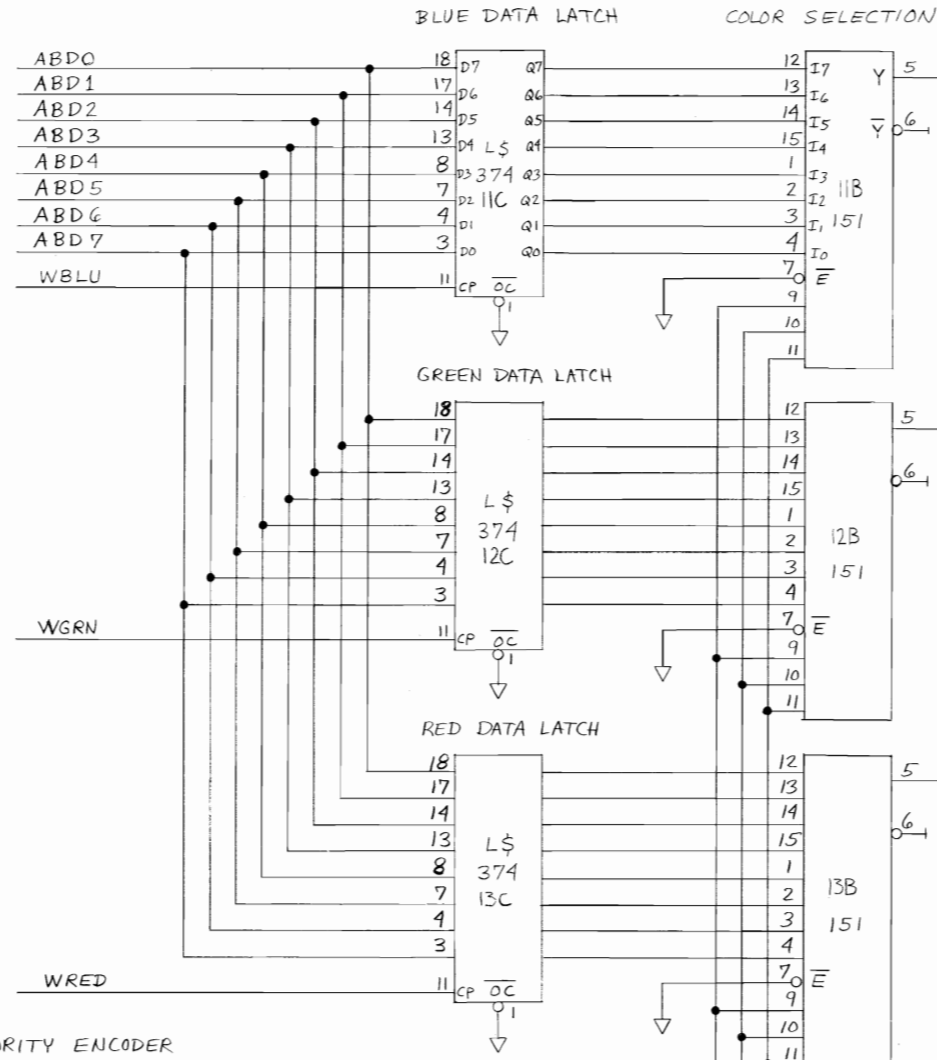 BLUE DATA LATCH COLOR SELECTION
ABD0 18 D7 Q7 12 I7 Y 5
ABD1 17 D6 Q6 13 I6
ABD2 14 D5 Q5 14 I5 Y 6
ABD3 13 D4 L$ Q4 15 I4
ABD4 8 D3 374 Q3 1 I3
ABD5 7 D2 11C Q2 2 I2 11B
ABD6 4 D1 Q1 3 I1 151
ABD7 3 D0 Q0 4 I0
WBLU 11 CP OC 7 E
1 9
10
11
GREEN DATA LATCH
18 12 5
17 13
14 14 6
13 L$ 15
8 374 1
7 12C 2 12B
4 3 151
3 4
WGRN 11 CP OC 7 E
1 9
10
11
RED DATA LATCH
18 12 5
17 13
14 14 6
13 L$ 15
8 374 1
7 13C 2 13B
4 3 151
3 4
WRED 11 CP OC 7 E
1 9
10
ORITY ENCODER 11